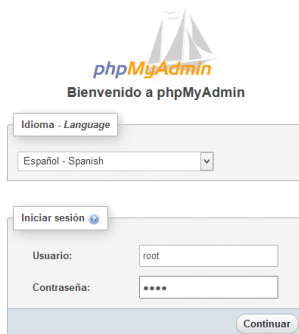 phpMyAdmin
Bienvenido a phpMyAdmin
Idioma - Language
Español - Spanish
Iniciar sesión
Usuario:
root
Contraseña:
••••
Continuar